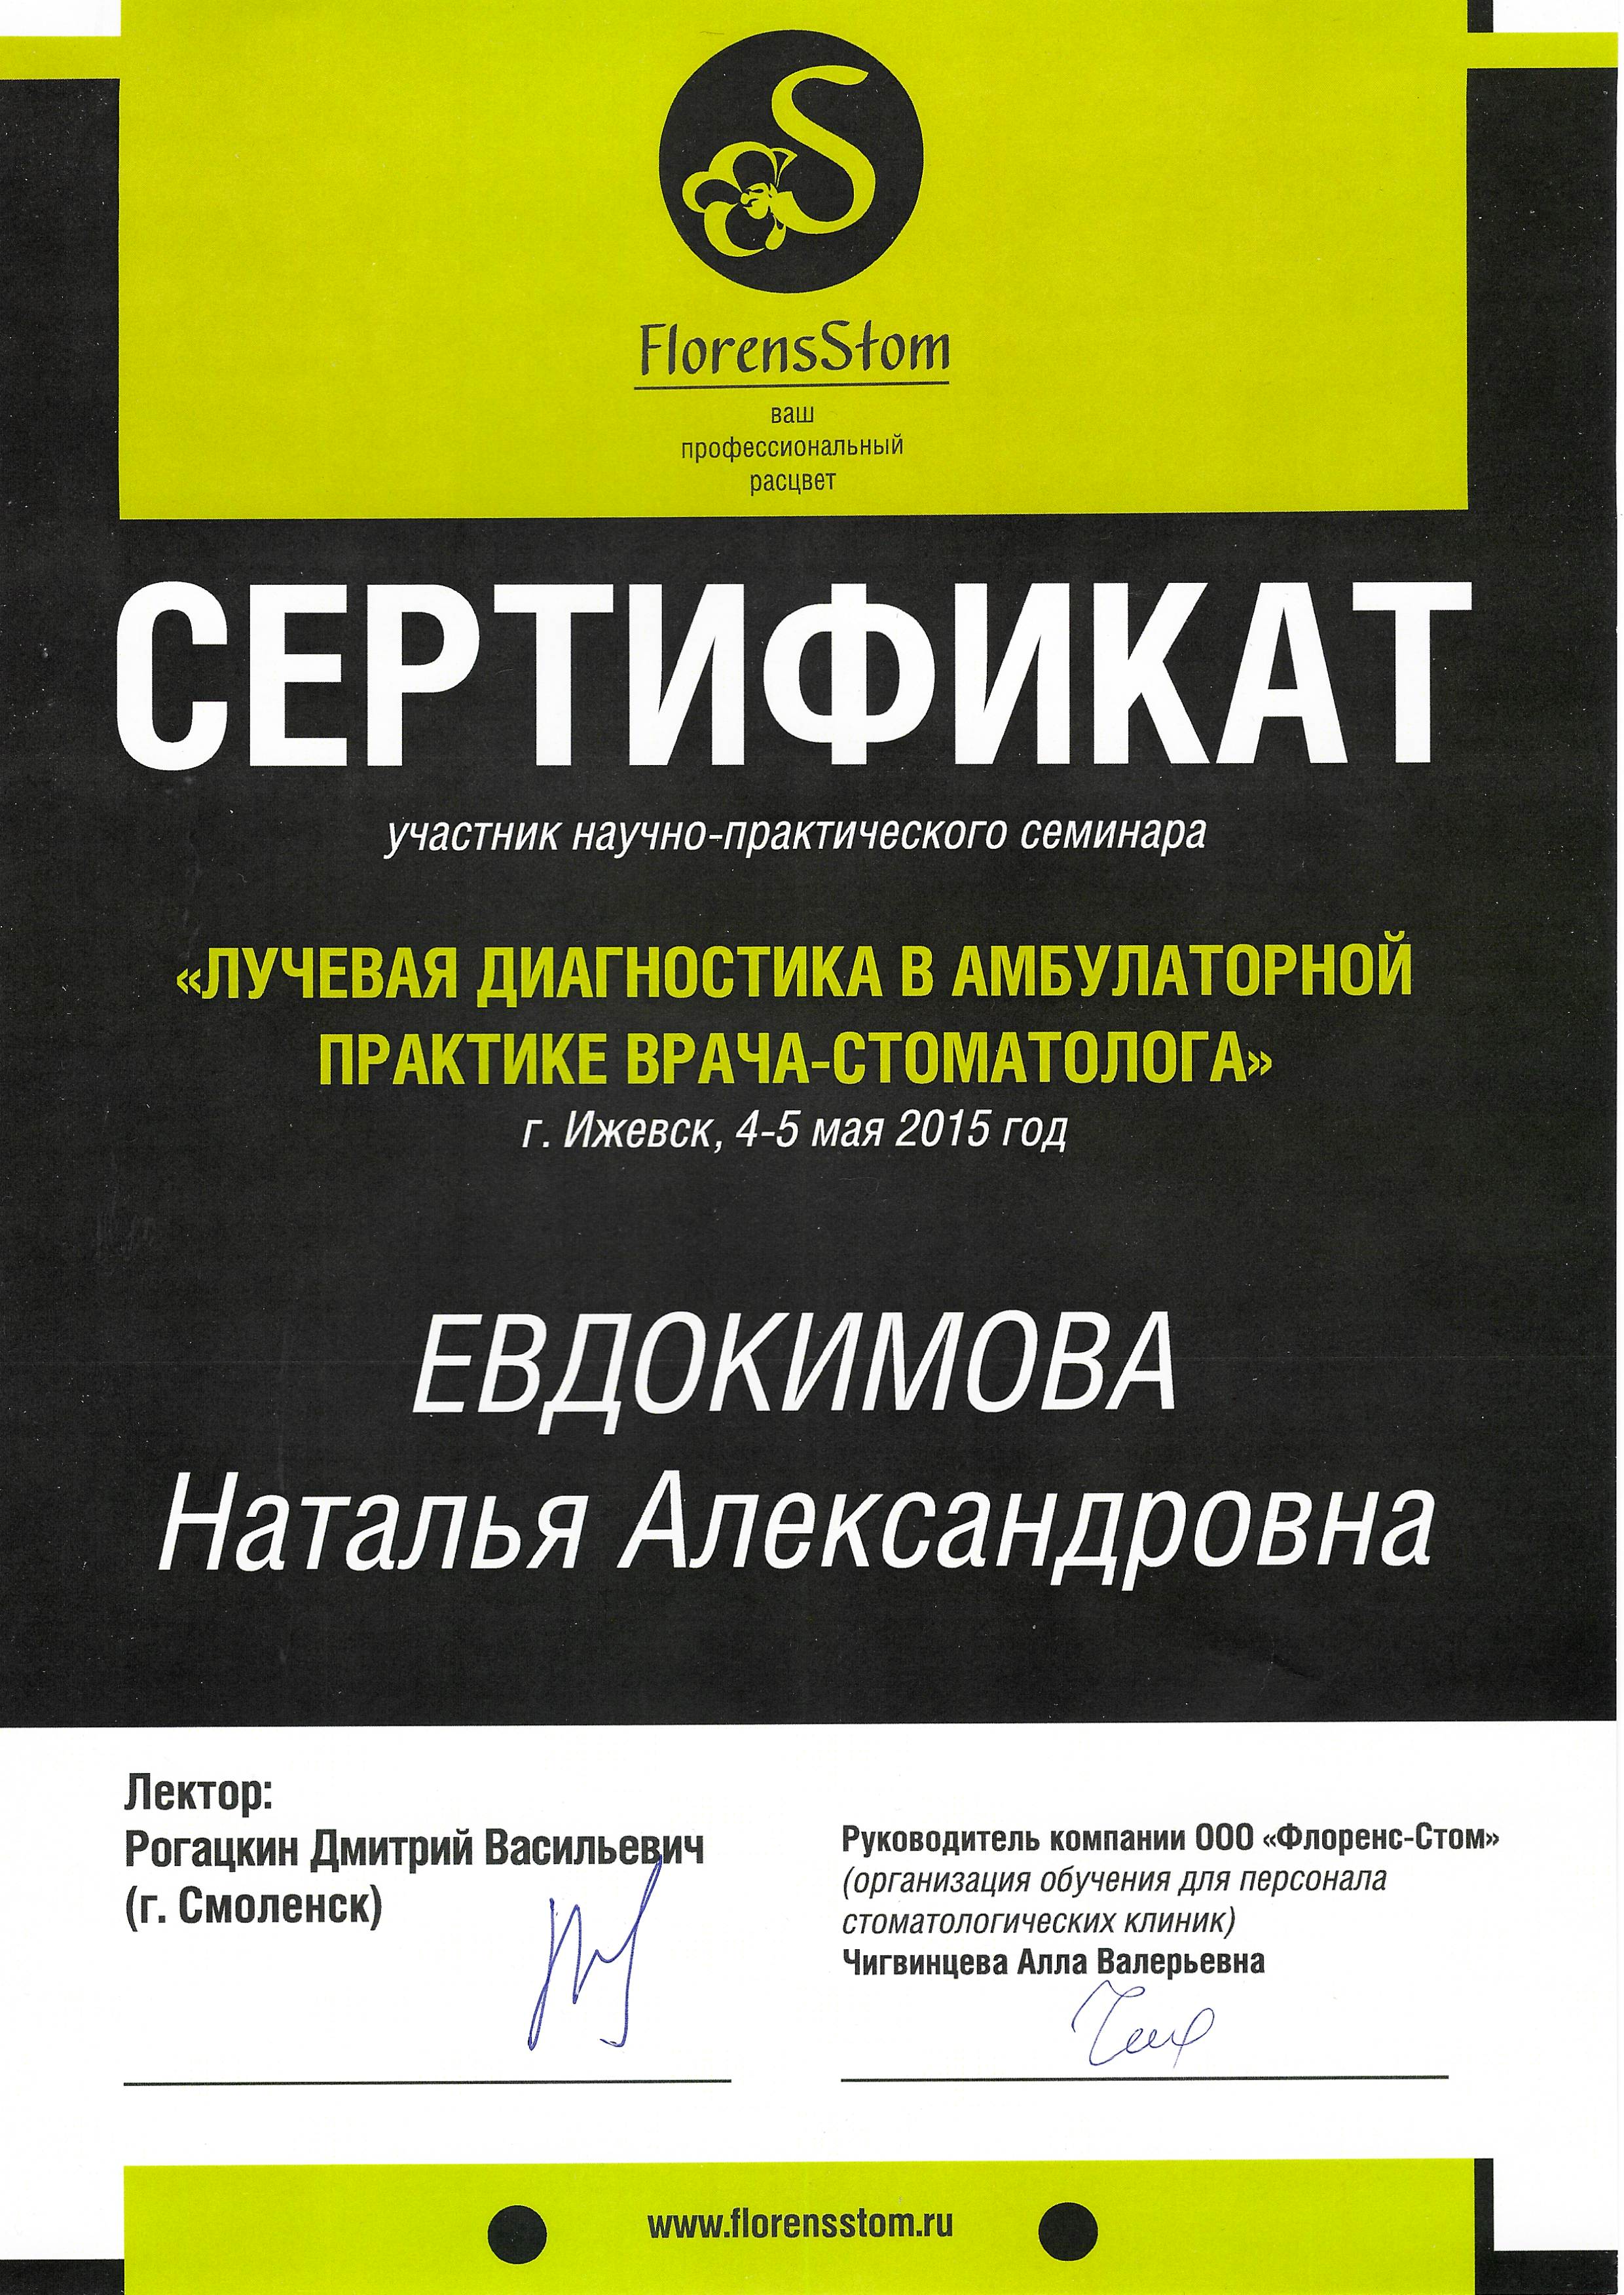 FlorensStom
ваш
профессиональный
расцвет
СЕРТИФИКАТ
участник научно-практического семинара
«ЛУЧЕВАЯ ДИАГНОСТИКА В АМБУЛАТОРНОЙ
ПРАКТИКЕ ВРАЧА-СТОМАТОЛОГА»
г. Ижевск, 4-5 мая 2015 год
ЕВДОКИМОВА
Наталья Александровна
Лектор:
Рогацкин Дмитрий Васильевич
(г. Смоленск)
Руководитель компании ООО «Флоренс-Стом»
(организация обучения для персонала
стоматологических клиник)
Чигвинцева Алла Валерьевна
www.florensstom.ru